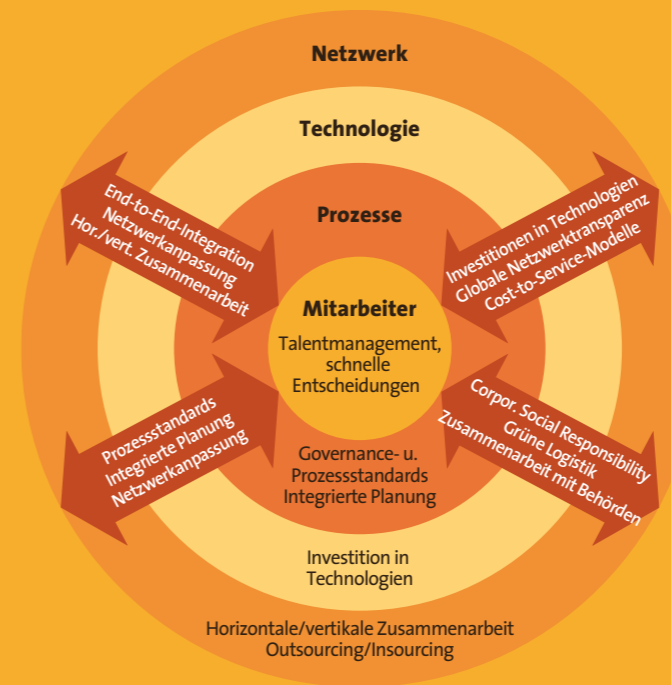 Netzwerk
Technologie
Prozesse
End-to-End-Integration
Netzwerkanpassung
Hor./vert. Zusammenarbeit
Investitionen in Technologien
Globale Netzwerktransparenz
Cost-to-Service-Modelle
Mitarbeiter
Talentmanagement,
schnelle
Entscheidungen
Prozessstandards
Integrierte Planung
Netzwerkanpassung
Corpor. Social Responsibility
Grüne Logistik
Zusammenarbeit mit Behörden
Governance- u.
Prozessstandards
Integrierte Planung
Investition in
Technologien
Horizontale/vertikale Zusammenarbeit
Outsourcing/Insourcing